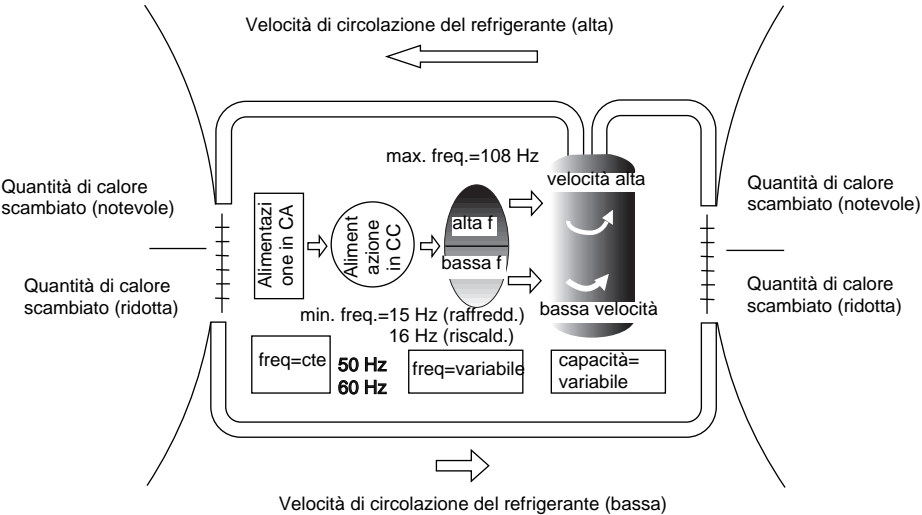 Velocità di circolazione del refrigerante (alta)
max. freq.=108 Hz
Quantità di calore
scambiato (notevole)
Quantità di calore
scambiato (ridotta)
Alimentazi
one in CA
Aliment
azione
in CC
alta f
bassa f
velocità alta
bassa velocità
Quantità di calore
scambiato (notevole)
Quantità di calore
scambiato (ridotta)
min. freq.=15 Hz (raffredd.)
16 Hz (riscald.)
freq=cte
50 Hz
60 Hz
freq=variabile
capacità=
variabile
Velocità di circolazione del refrigerante (bassa)